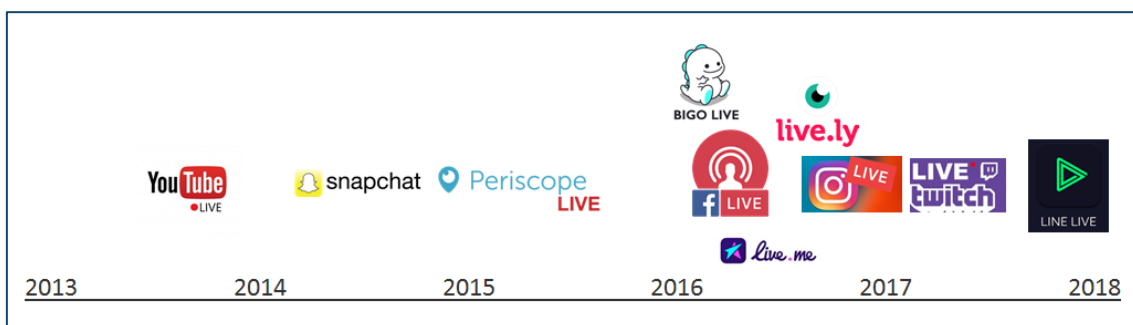 BIGO LIVE
live.ly
YouTube
LIVE
snapchat
Periscope
LIVE
f LIVE
LIVE
LIVE
twitch
LINE LIVE
live.me
2013 2014 2015 2016 2017 2018